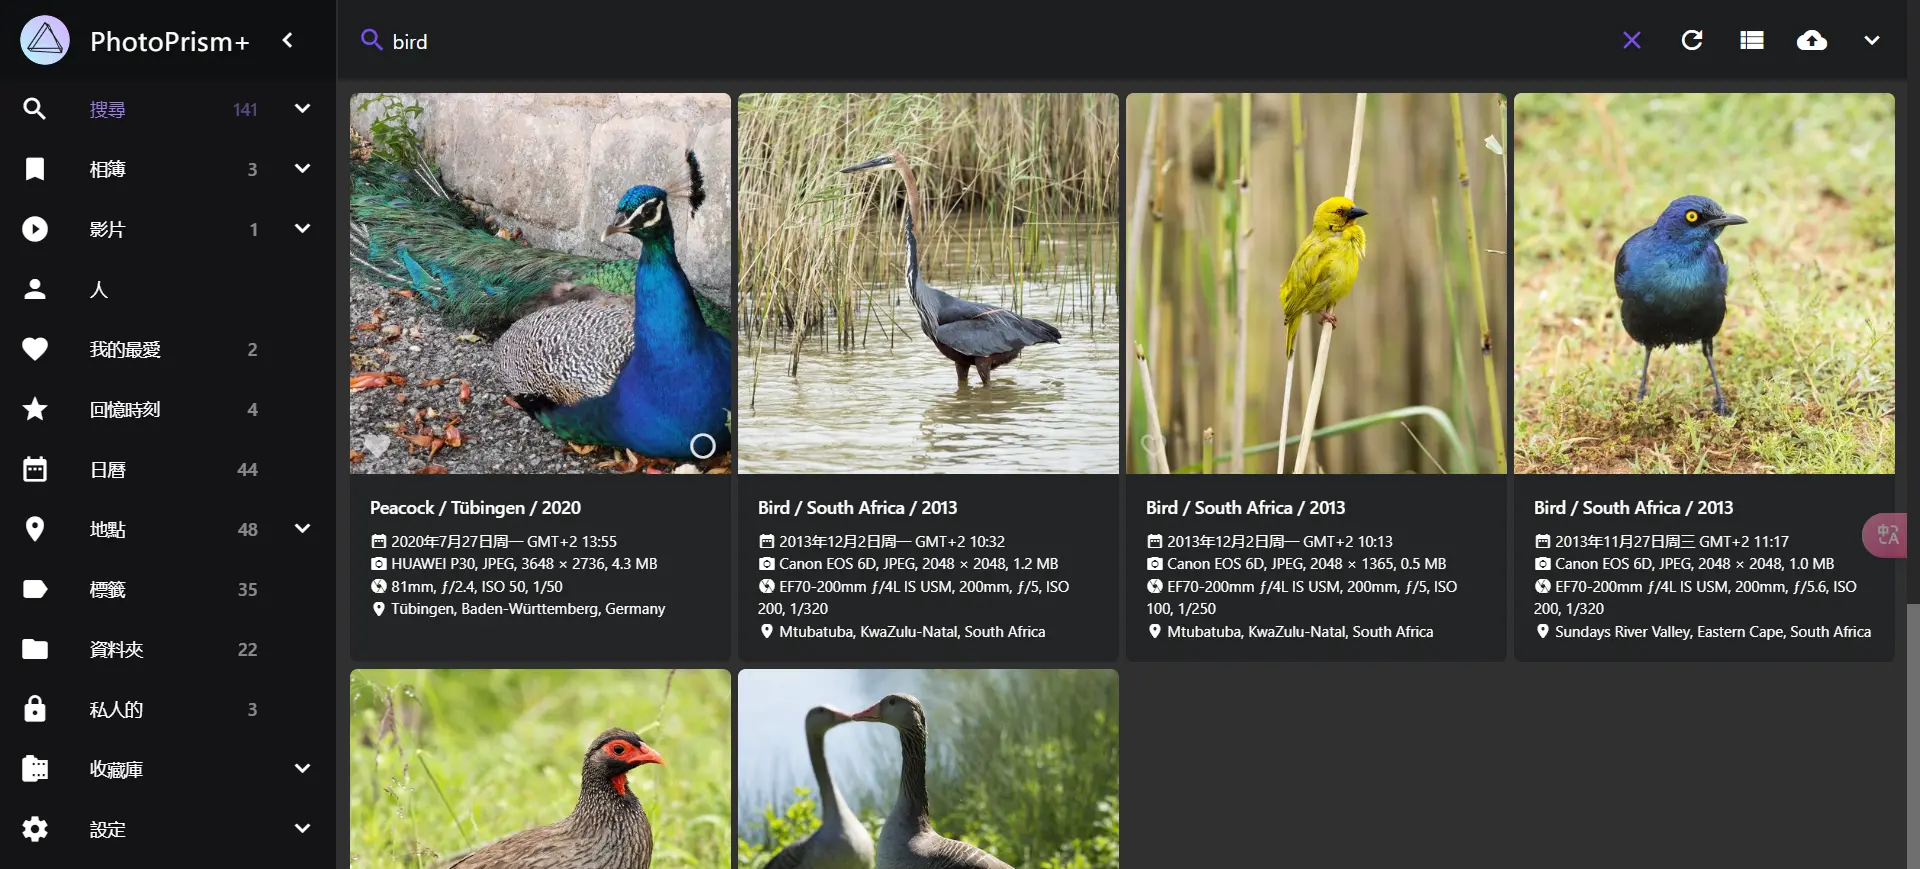 PhotoPrism+
搜尋 141
相簿 3
影片 1
人
我的最愛 2
回憶時刻 4
日曆 44
地點 48
標籤 35
資料夾 22
私人的 3
收藏庫
設定
bird
Peacock / Tübingen / 2020
2020年7月27日周一 GMT+2 13:55
HUAWEI P30, JPEG, 3648 × 2736, 4.3 MB
81mm, ƒ/2.4, ISO 50, 1/50
Tübingen, Baden-Württemberg, Germany
Bird / South Africa / 2013
2013年12月2日周一 GMT+2 10:32
Canon EOS 6D, JPEG, 2048 × 2048, 1.2 MB
EF70-200mm ƒ/4L IS USM, 200mm, ƒ/5, ISO
200, 1/320
Mtubatuba, KwaZulu-Natal, South Africa
Bird / South Africa / 2013
2013年12月2日周一 GMT+2 10:13
Canon EOS 6D, JPEG, 2048 × 1365, 0.5 MB
EF70-200mm ƒ/4L IS USM, 200mm, ƒ/5, ISO
100, 1/250
Mtubatuba, KwaZulu-Natal, South Africa
Bird / South Africa / 2013
2013年11月27日周三 GMT+2 11:17
Canon EOS 6D, JPEG, 2048 × 2048, 1.0 MB
EF70-200mm ƒ/4L IS USM, 200mm, ƒ/5.6, ISO
200, 1/320
Sundays River Valley, Eastern Cape, South Africa
中 A